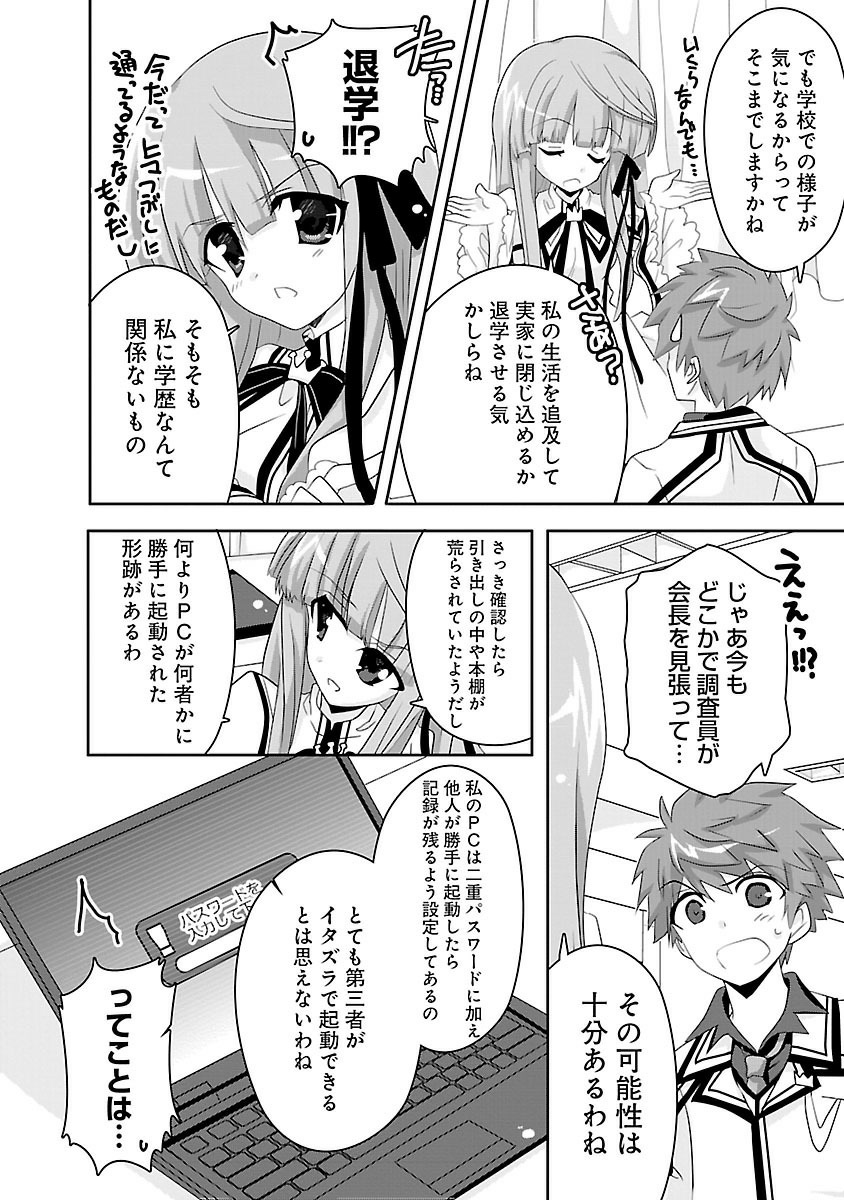 でも学校での様子が
気になるからって
そこまでしますかね
いくらなんでも…
さあっ?
私の生活を追及して
実家に閉じ込めるか
退学させる気
かしらね
たっ…
退学!!?
今だって
ヒマつぶしに
通ってるような
ものだし
そもそも
私に学歴なんて
関係ないもの
ええっ!!?
じゃあ今も
どこかで調査員が
会長を見張って…
その可能性は
十分あるわね
さっき確認したら
引き出しの中や本棚が
荒らされていたようだし
何よりPCが何者かに
勝手に起動された
形跡があるわ
私のPCは二重パスワードに加え
他人が勝手に起動したら
記録が残るよう設定してあるの
とても第三者が
イタズラで起動できる
とは思えないわね
パスワードを
入力して下
ってことは…